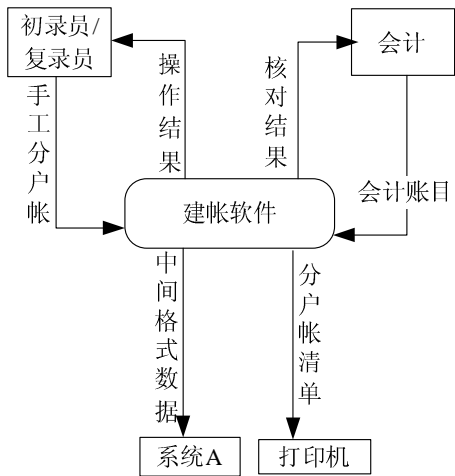 初录员/
复录员
会计
手工分户帐
操作结果
核对结果
会计账目
建帐软件
中间格式数据
分户帐清单
系统A
打印机